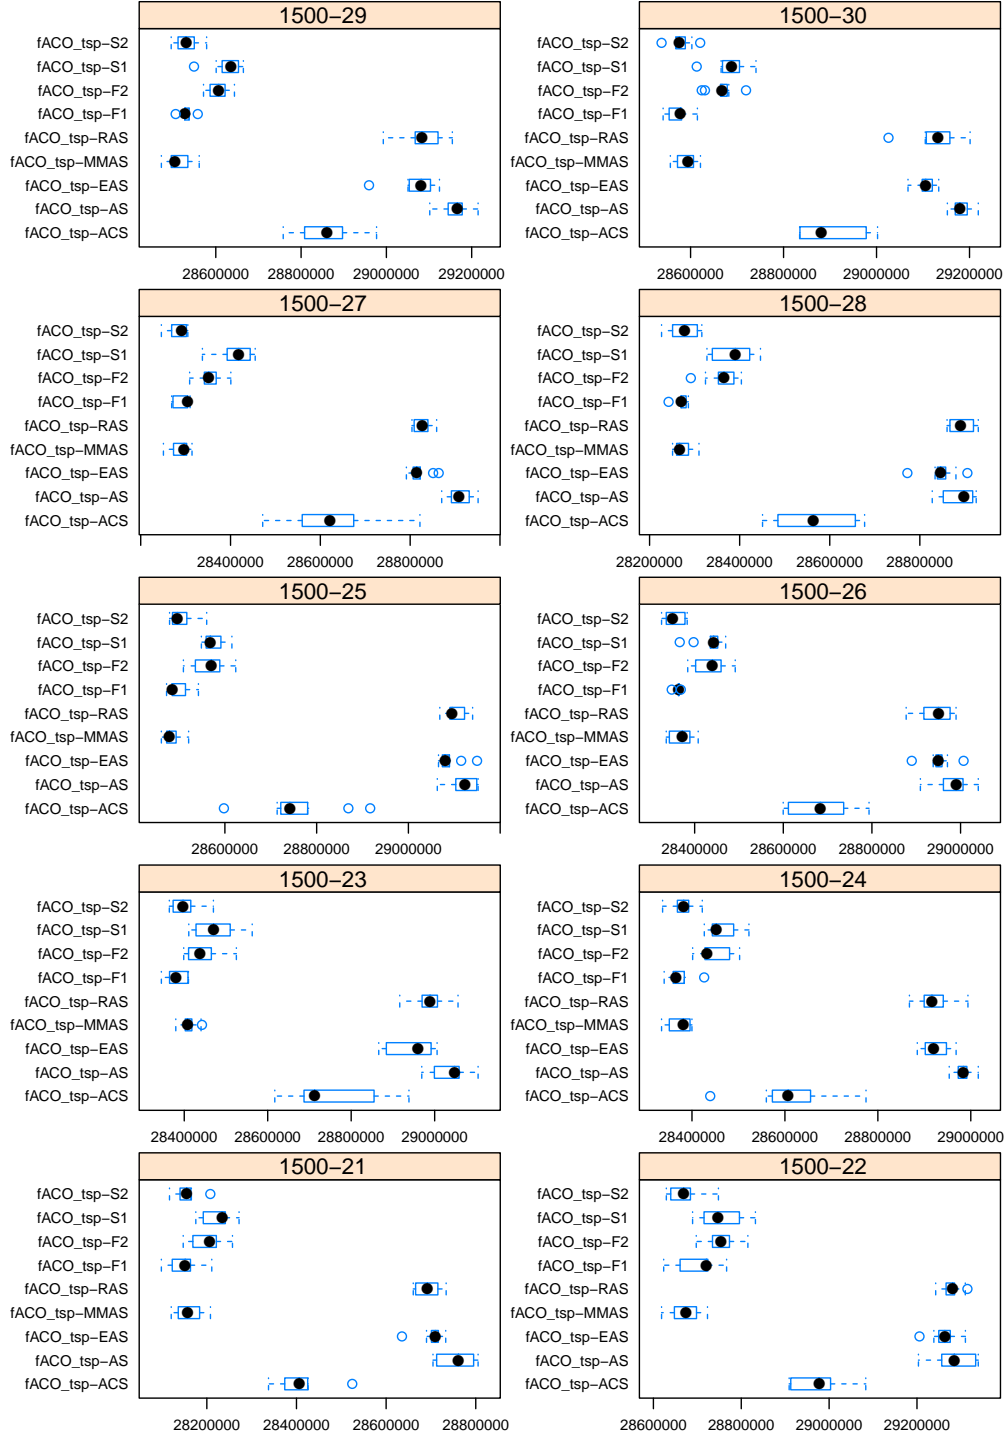 1500−29
fACO_tsp−S2
fACO_tsp−S1
fACO_tsp−F2
fACO_tsp−F1
fACO_tsp−RAS
fACO_tsp−MMAS
fACO_tsp−EAS
fACO_tsp−AS
fACO_tsp−ACS
28600000 28800000 29000000 29200000
1500−30
fACO_tsp−S2
fACO_tsp−S1
fACO_tsp−F2
fACO_tsp−F1
fACO_tsp−RAS
fACO_tsp−MMAS
fACO_tsp−EAS
fACO_tsp−AS
fACO_tsp−ACS
28600000 28800000 29000000 29200000
1500−27
fACO_tsp−S2
fACO_tsp−S1
fACO_tsp−F2
fACO_tsp−F1
fACO_tsp−RAS
fACO_tsp−MMAS
fACO_tsp−EAS
fACO_tsp−AS
fACO_tsp−ACS
28400000 28600000 28800000
1500−28
fACO_tsp−S2
fACO_tsp−S1
fACO_tsp−F2
fACO_tsp−F1
fACO_tsp−RAS
fACO_tsp−MMAS
fACO_tsp−EAS
fACO_tsp−AS
fACO_tsp−ACS
28200000 28400000 28600000 28800000
1500−25
fACO_tsp−S2
fACO_tsp−S1
fACO_tsp−F2
fACO_tsp−F1
fACO_tsp−RAS
fACO_tsp−MMAS
fACO_tsp−EAS
fACO_tsp−AS
fACO_tsp−ACS
28600000 28800000 29000000
1500−26
fACO_tsp−S2
fACO_tsp−S1
fACO_tsp−F2
fACO_tsp−F1
fACO_tsp−RAS
fACO_tsp−MMAS
fACO_tsp−EAS
fACO_tsp−AS
fACO_tsp−ACS
28400000 28600000 28800000 29000000
1500−23
fACO_tsp−S2
fACO_tsp−S1
fACO_tsp−F2
fACO_tsp−F1
fACO_tsp−RAS
fACO_tsp−MMAS
fACO_tsp−EAS
fACO_tsp−AS
fACO_tsp−ACS
28400000 28600000 28800000 29000000
1500−24
fACO_tsp−S2
fACO_tsp−S1
fACO_tsp−F2
fACO_tsp−F1
fACO_tsp−RAS
fACO_tsp−MMAS
fACO_tsp−EAS
fACO_tsp−AS
fACO_tsp−ACS
28400000 28600000 28800000 29000000
1500−21
fACO_tsp−S2
fACO_tsp−S1
fACO_tsp−F2
fACO_tsp−F1
fACO_tsp−RAS
fACO_tsp−MMAS
fACO_tsp−EAS
fACO_tsp−AS
fACO_tsp−ACS
28200000 28400000 28600000 28800000
1500−22
fACO_tsp−S2
fACO_tsp−S1
fACO_tsp−F2
fACO_tsp−F1
fACO_tsp−RAS
fACO_tsp−MMAS
fACO_tsp−EAS
fACO_tsp−AS
fACO_tsp−ACS
28600000 28800000 29000000 29200000